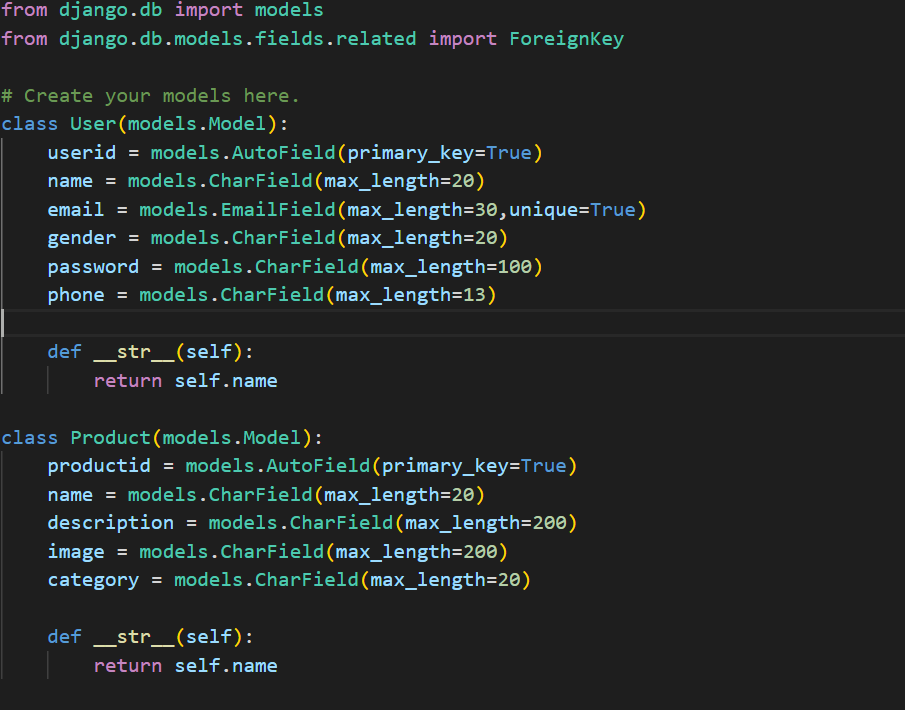 from django.db import models
from django.db.models.fields.related import ForeignKey
# Create your models here.
class User(models.Model):
userid = models.AutoField(primary_key=True)
name = models.CharField(max_length=20)
email = models.EmailField(max_length=30,unique=True)
gender = models.CharField(max_length=20)
password = models.CharField(max_length=100)
phone = models.CharField(max_length=13)
def __str__(self):
return self.name
class Product(models.Model):
productid = models.AutoField(primary_key=True)
name = models.CharField(max_length=20)
description = models.CharField(max_length=200)
image = models.CharField(max_length=200)
category = models.CharField(max_length=20)
def __str__(self):
return self.name